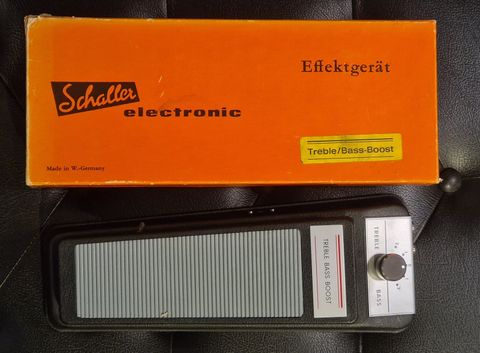 Effektgerät
Schaller
electronic
Treble/Bass-Boost
Made in W.-Germany
TREBLE BASS BOOST
TREBLE
BASS